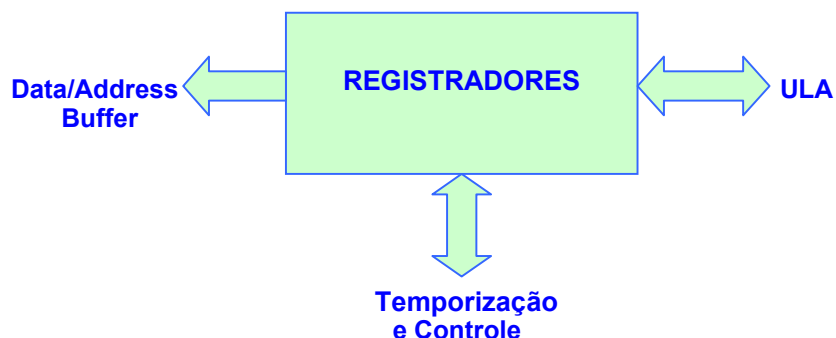 REGISTRADORES
Data/Address
Buffer
ULA
Temporização
e Controle